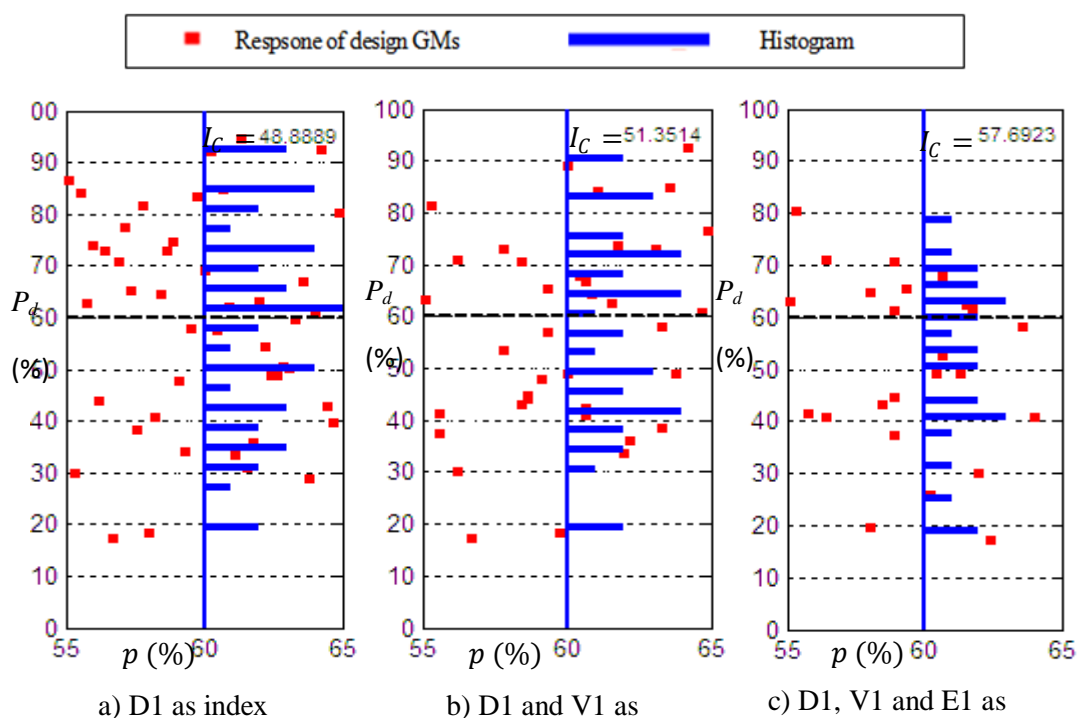 Respsone of design GMs Histogram
00 100 100
I_C = 48.8889 I_C = 51.3514 I_C = 57.6923
90 90 90
80 80 80
70 70 70
P_d P_d P_d
60 60 60
(%) (%) (%)
50 50 00
40 40 40
30 30 30
20 20 20
10 10 10
0 0 0
55 p (%) 60 65 55 p (%) 60 65 55 p (%) 60 65
a) D1 as index b) D1 and V1 as c) D1, V1 and E1 as